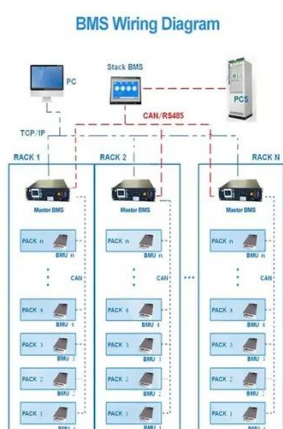 BMS Wiring Diagram
PC
Stack BMS
PCS
CAN/RS485
TCP/IP
RACK 1
RACK 2
RACK N
Master BMS
Master BMS
Master BMS
PACK n
PACK n
PACK n
BMU n
BMU n
BMU n
CAN
CAN
CAN
PACK 4
PACK 4
PACK 4
BMU 4
BMU 4
BMU 4
PACK 3
PACK 3
PACK 3
BMU 3
BMU 3
BMU 3
PACK 2
PACK 2
PACK 2
BMU 2
BMU 2
BMU 2
PACK 1
PACK 1
PACK 1